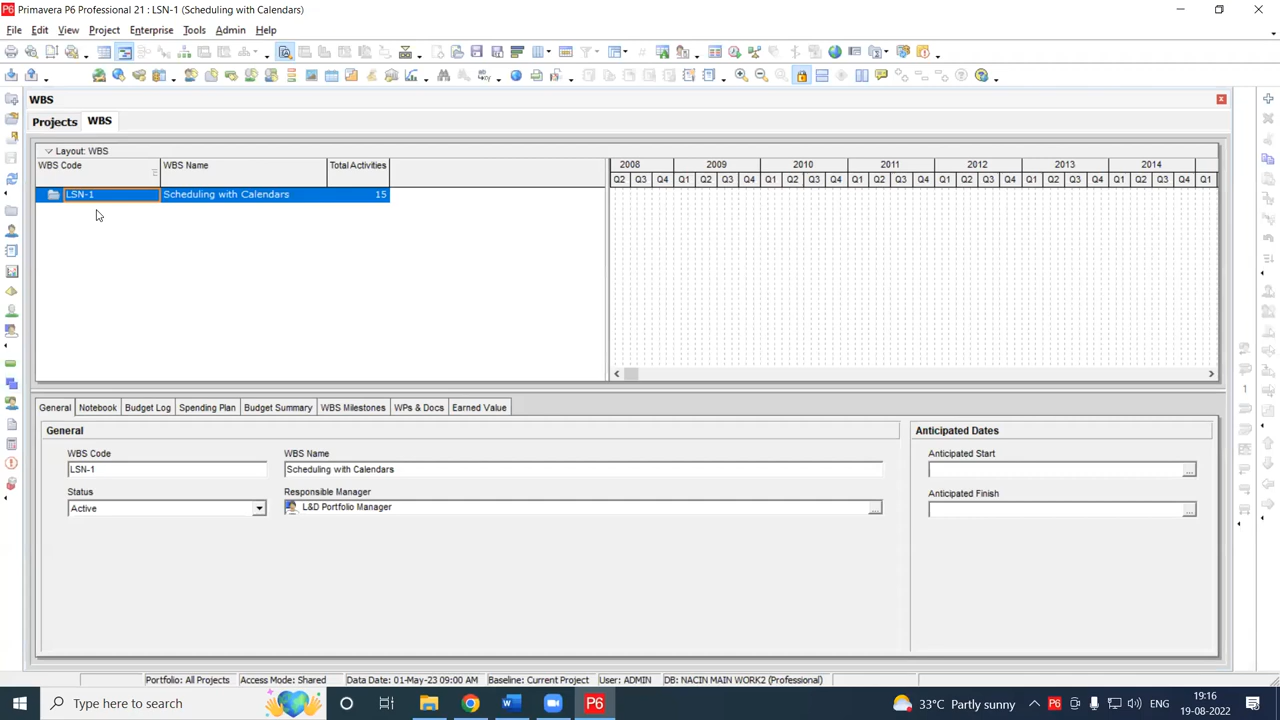 P6 Primavera P6 Professional 21 : LSN-1 (Scheduling with Calendars)
File Edit View Project Enterprise Tools Admin Help
WBS
Projects WBS
Layout: WBS
WBS Code WBS Name Total Activities
2008 2009 2010 2011 2012 2013 2014
Q2 Q3 Q4 Q1 Q2 Q3 Q4 Q1 Q2 Q3 Q4 Q1 Q2 Q3 Q4 Q1 Q2 Q3 Q4 Q1 Q2 Q3 Q4 Q1 Q2 Q3 Q4 Q1
LSN-1 Scheduling with Calendars 15
General Notebook Budget Log Spending Plan Budget Summary WBS Milestones WPs & Docs Earned Value
General
Anticipated Dates
WBS Code WBS Name Anticipated Start
LSN-1 Scheduling with Calendars ...
Status Responsible Manager Anticipated Finish
Active L&D Portfolio Manager ... ...
Portfolio: All Projects Access Mode: Shared Data Date: 01-May-23 09:00 AM Baseline: Current Project User: ADMIN DB: NACIN MAIN WORK2 (Professional)
Type here to search
P6
33°C Partly sunny
P6
ENG
19:16
19-08-2022